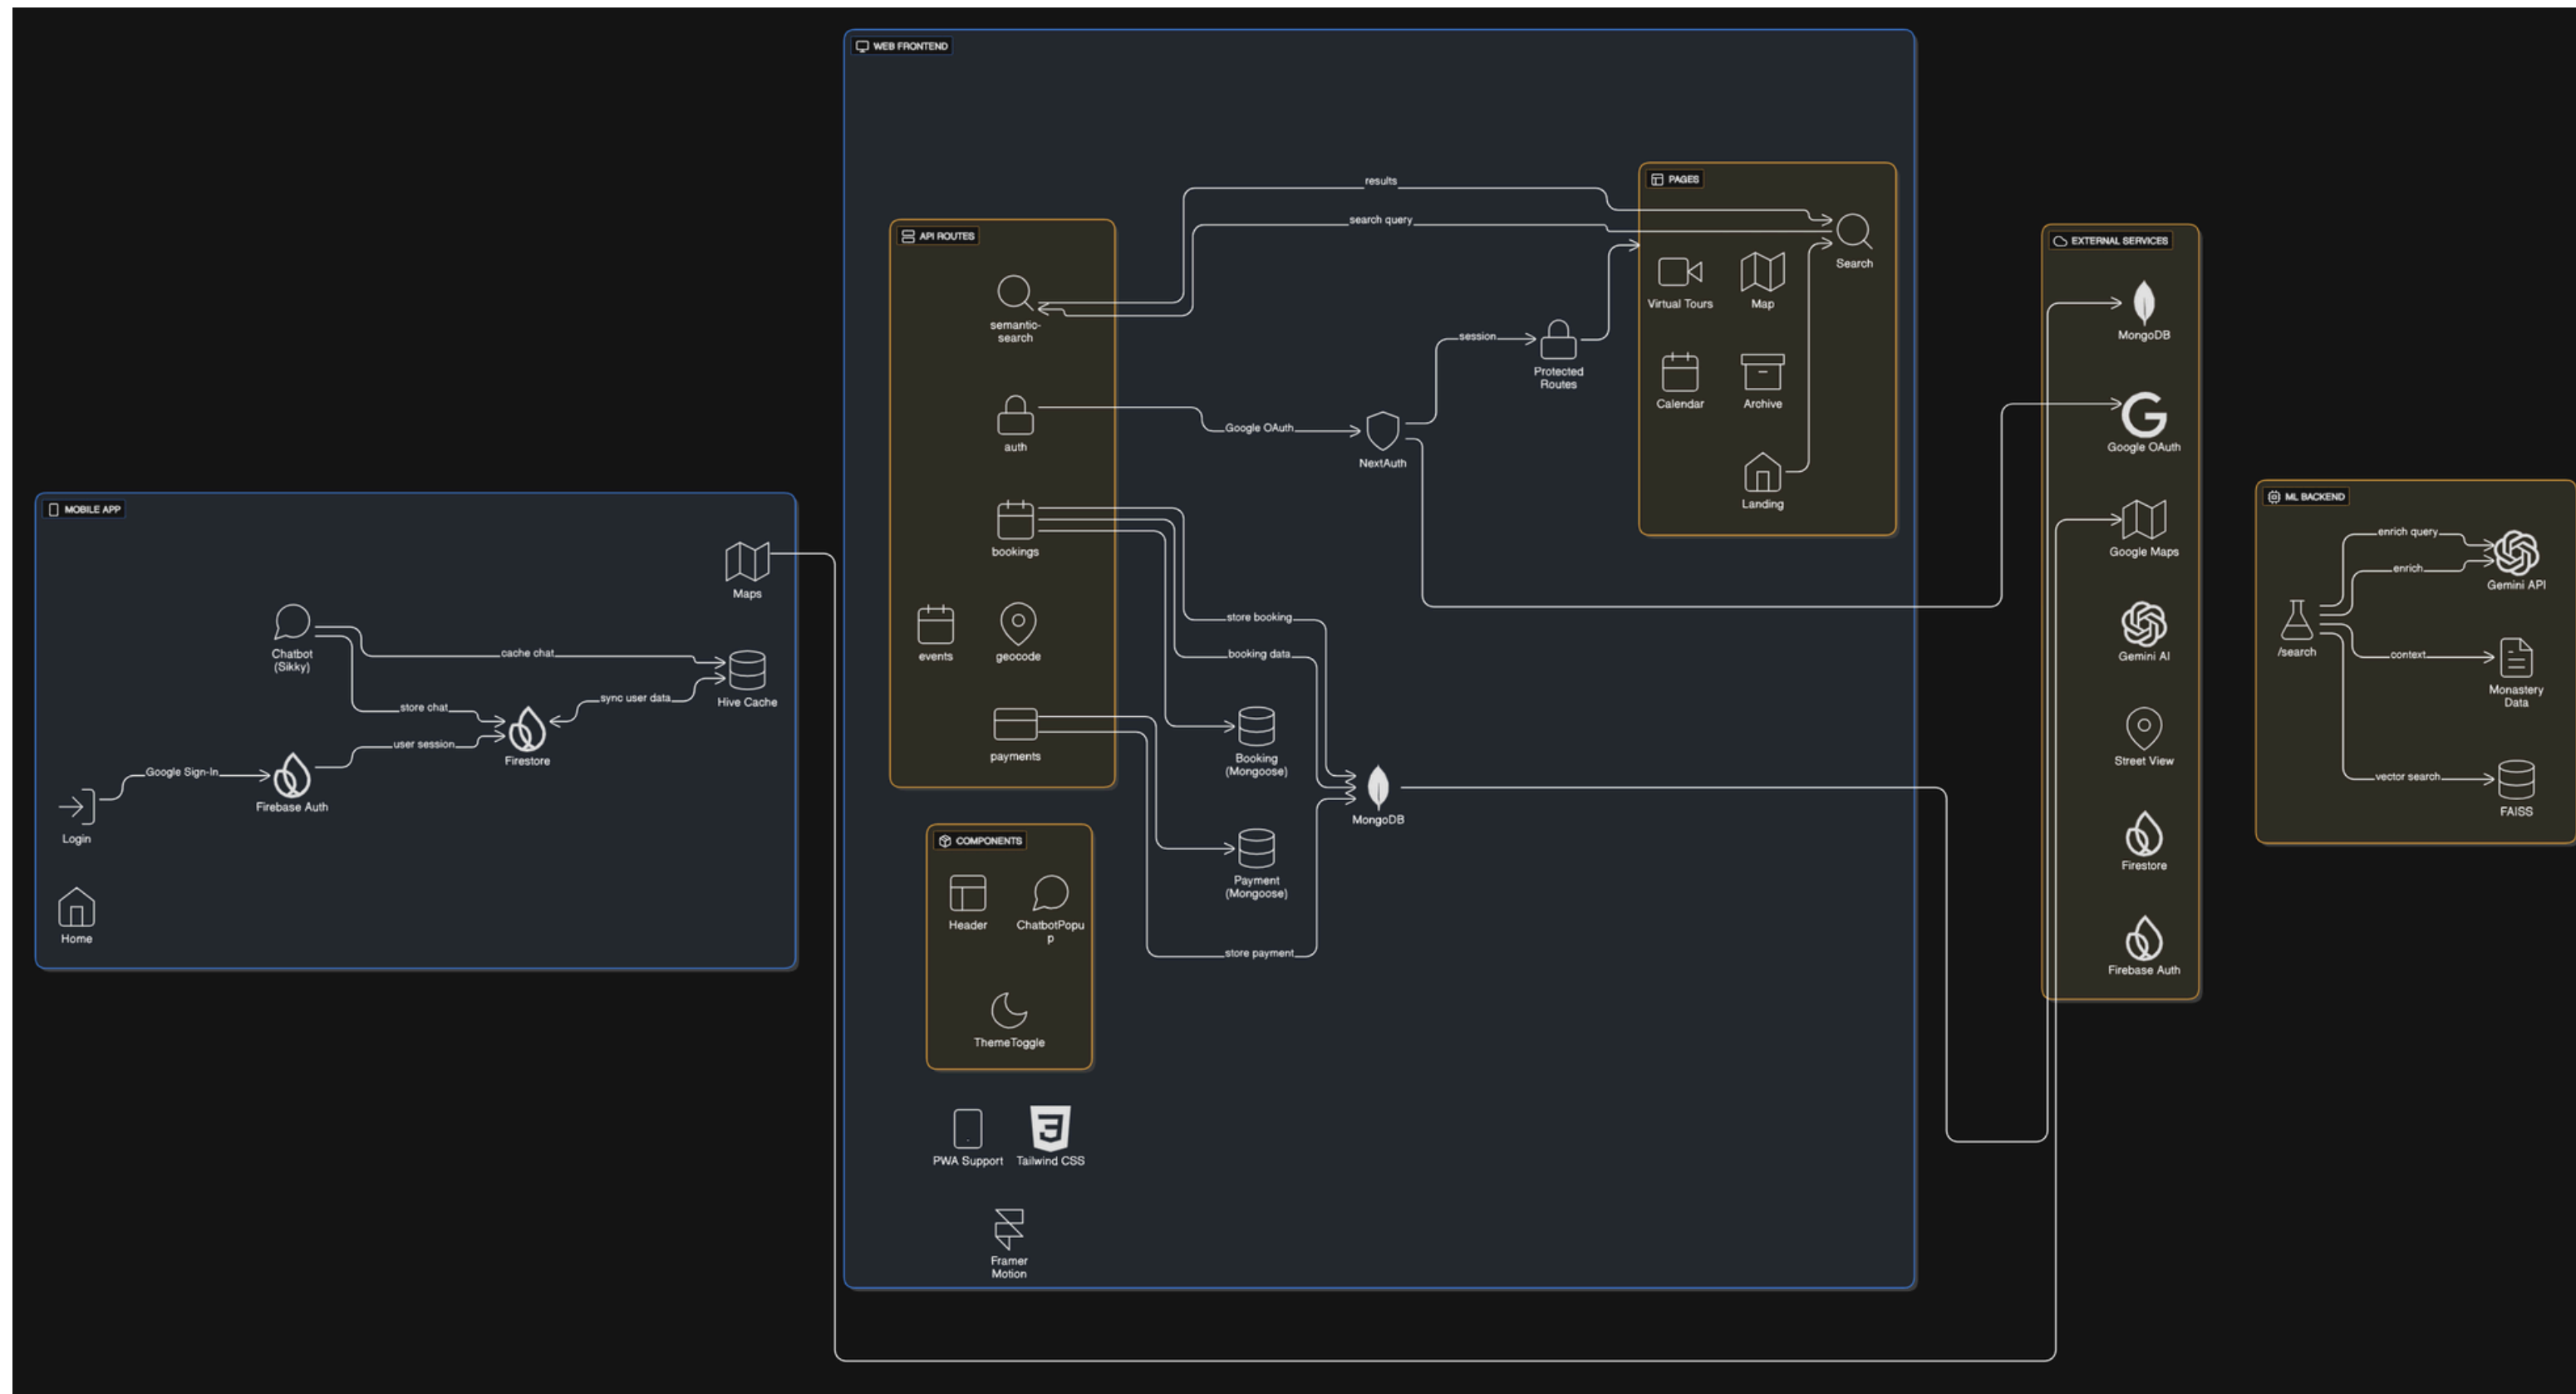 WEB FRONTEND
PAGES
results
search query
Search
API ROUTES
semantic-
search
Virtual Tours
Map
session
Protected
Routes
Calendar
Archive
auth
Google OAuth
NextAuth
Landing
bookings
events
geocode
store booking
booking data
payments
Booking
(Mongoose)
MongoDB
Payment
(Mongoose)
store payment
COMPONENTS
Header
ChatbotPopu
p
ThemeToggle
PWA Support
Tailwind CSS
Framer
Motion
MOBILE APP
Maps
Chatbot
(Sikky)
cache chat
Hive Cache
sync user data
store chat
user session
Firestore
Google Sign-In
Firebase Auth
Login
Home
EXTERNAL SERVICES
MongoDB
Google OAuth
Google Maps
Gemini AI
Street View
Firestore
Firebase Auth
ML BACKEND
enrich query
enrich
Gemini API
/search
context
Monastery
Data
vector search
FAISS